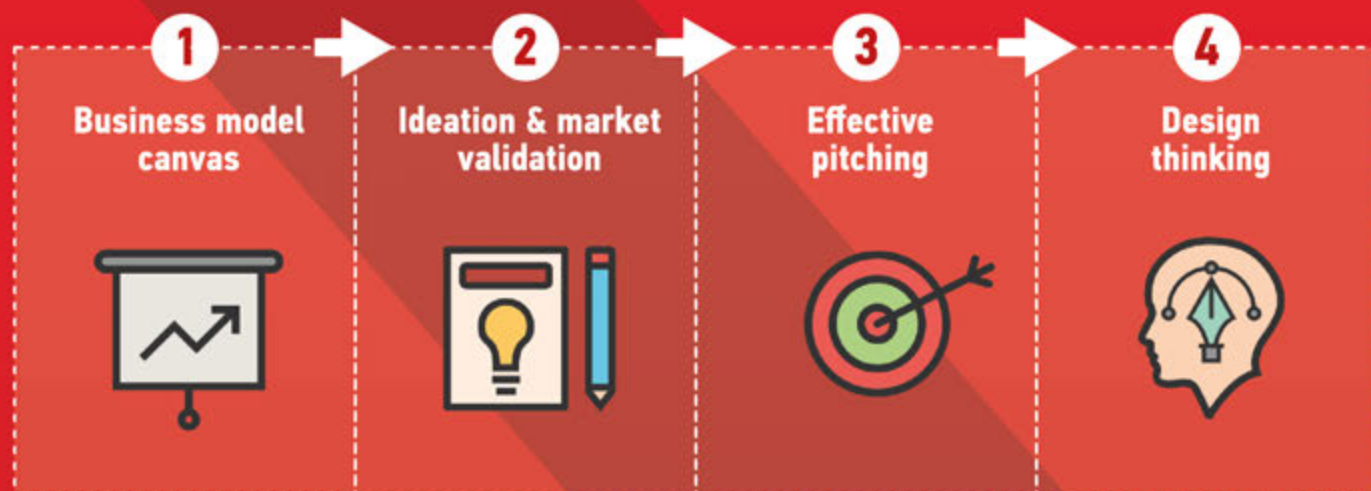 1
Business model
canvas
2
Ideation & market
validation
3
Effective
pitching
4
Design
thinking